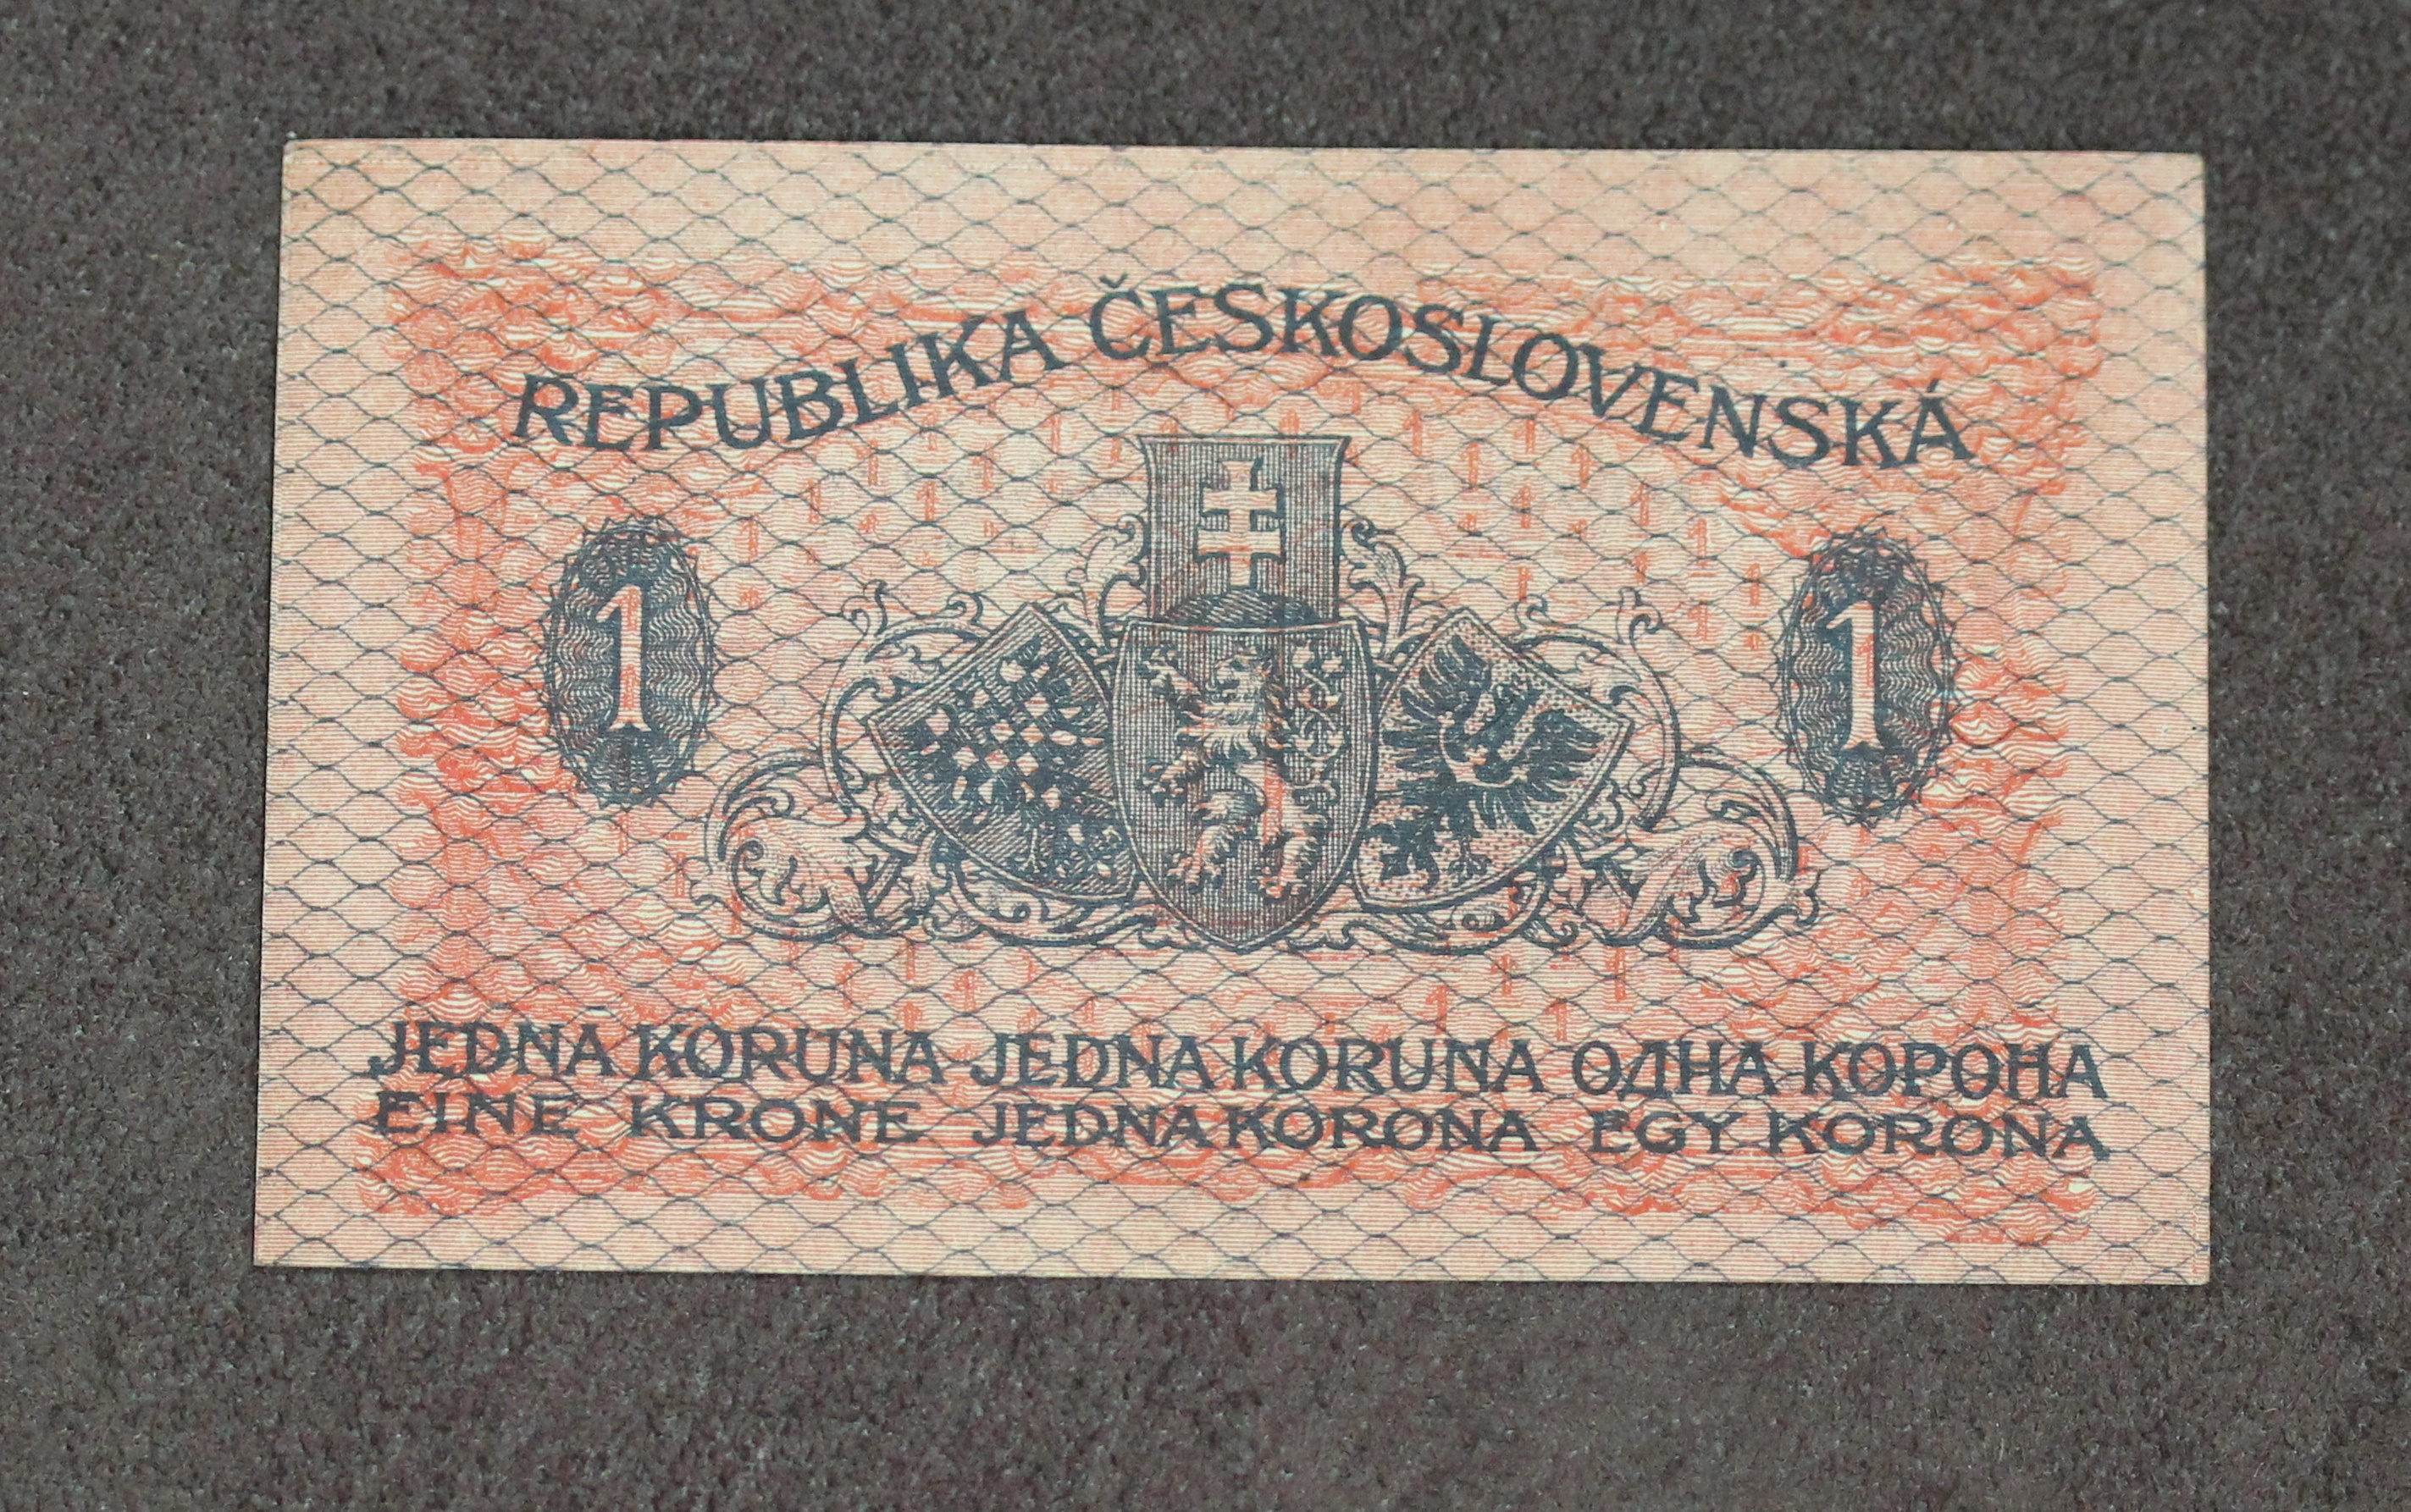 REPUBLIKA ČESKOSLOVENSKÁ
1 1
JEDNA KORUNA JEDNA KORUNA ОДНА КОРОНА
EINE KRONE JEDNA KORONA EGY KORONA